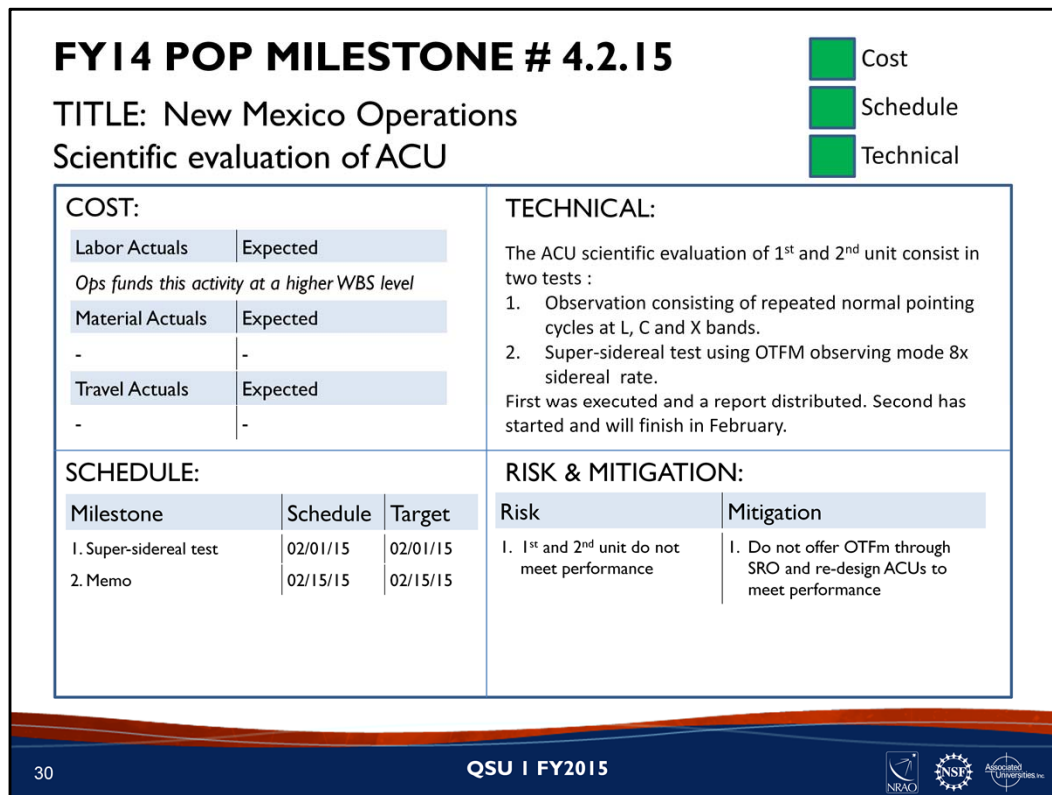 FY14 POP MILESTONE # 4.2.15
Cost
Schedule
Technical
TITLE: New Mexico Operations
Scientific evaluation of ACU
COST:
Labor Actuals Expected
Ops funds this activity at a higher WBS level
Material Actuals Expected
- -
Travel Actuals Expected
- -
TECHNICAL:
The ACU scientific evaluation of 1st and 2nd unit consist in
two tests :
1. Observation consisting of repeated normal pointing
cycles at L, C and X bands.
2. Super-sidereal test using OTFM observing mode 8x
sidereal rate.
First was executed and a report distributed. Second has
started and will finish in February.
SCHEDULE:
Milestone Schedule Target
1. Super-sidereal test 02/01/15 02/01/15
2. Memo 02/15/15 02/15/15
RISK & MITIGATION:
Risk Mitigation
1. 1st and 2nd unit do not
meet performance
1. Do not offer OTFm through
SRO and re-design ACUs to
meet performance
30
QSU 1 FY2015
NRAO
NSF
Associated
Universities, Inc.